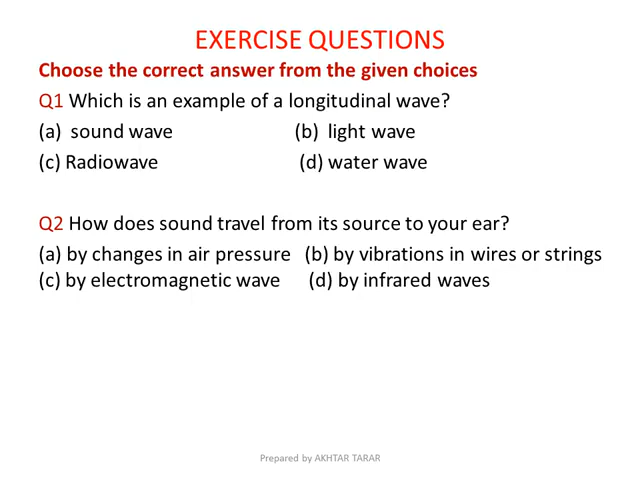 EXERCISE QUESTIONS
Choose the correct answer from the given choices
Q1 Which is an example of a longitudinal wave?
(a) sound wave (b) light wave
(c) Radiowave (d) water wave
Q2 How does sound travel from its source to your ear?
(a) by changes in air pressure (b) by vibrations in wires or strings
(c) by electromagnetic wave (d) by infrared waves
Prepared by AKHTAR TARAR